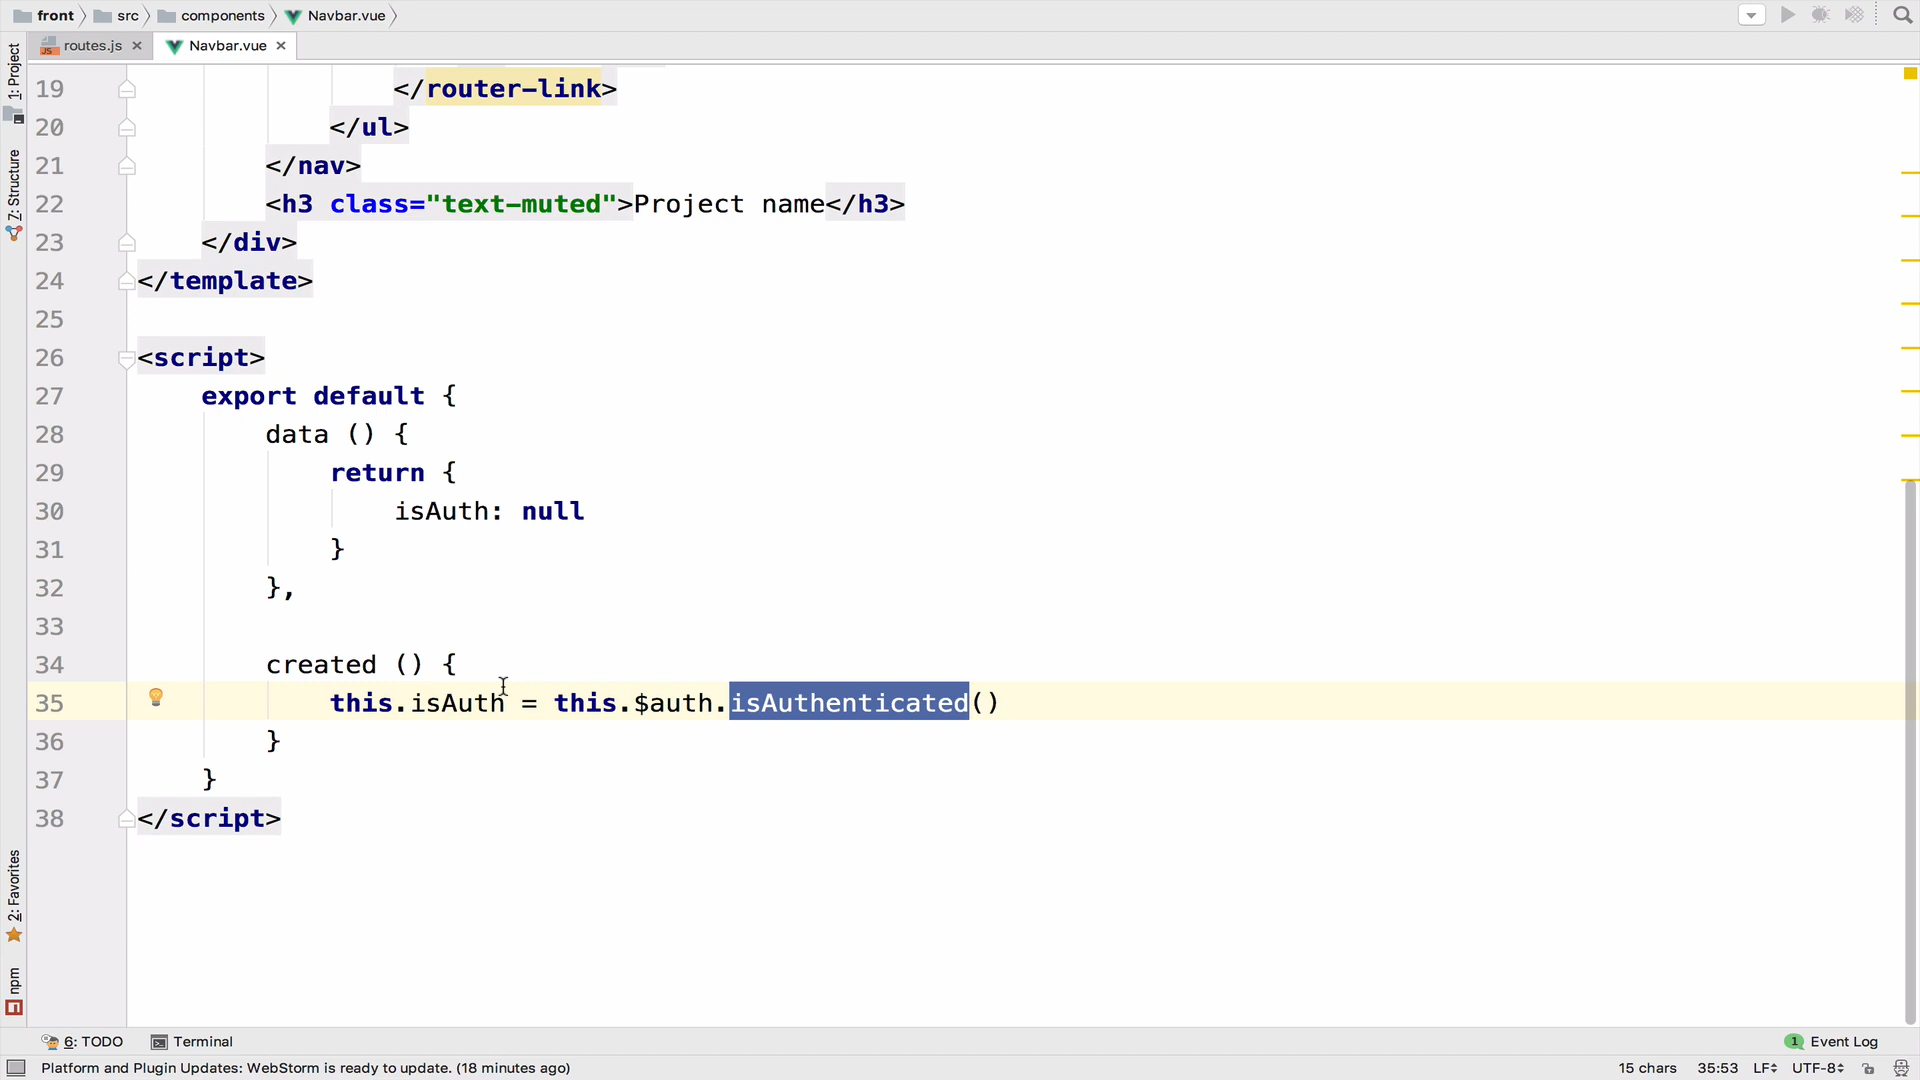 front src components Navbar.vue
routes.js Navbar.vue
1: Project
7: Structure
2: Favorites
npm
19 </router-link>
20 </ul>
21 </nav>
22 <h3 class="text-muted">Project name</h3>
23 </div>
24 </template>
25
26 <script>
27 export default {
28 data () {
29 return {
30 isAuth: null
31 }
32 },
33
34 created () {
35 this.isAuth = this.$auth.isAuthenticated()
36 }
37 }
38 </script>
6: TODO Terminal 1 Event Log
Platform and Plugin Updates: WebStorm is ready to update. (18 minutes ago) 15 chars 35:53 LF UTF-8